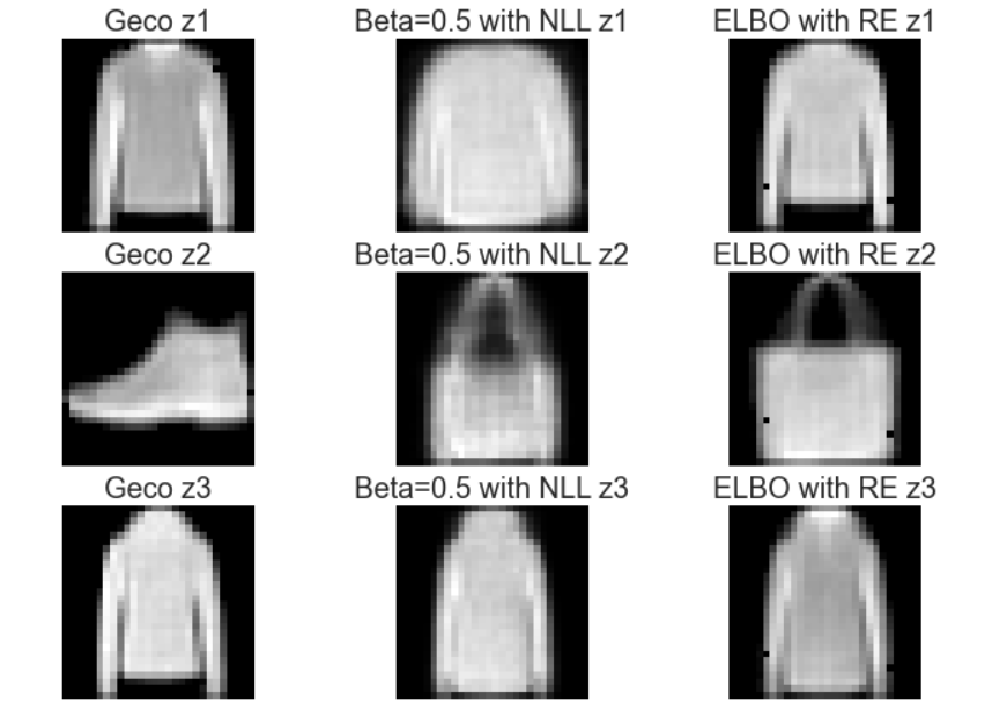 Geco z1 Beta=0.5 with NLL z1 ELBO with RE z1
Geco z2 Beta=0.5 with NLL z2 ELBO with RE z2
Geco z3 Beta=0.5 with NLL z3 ELBO with RE z3